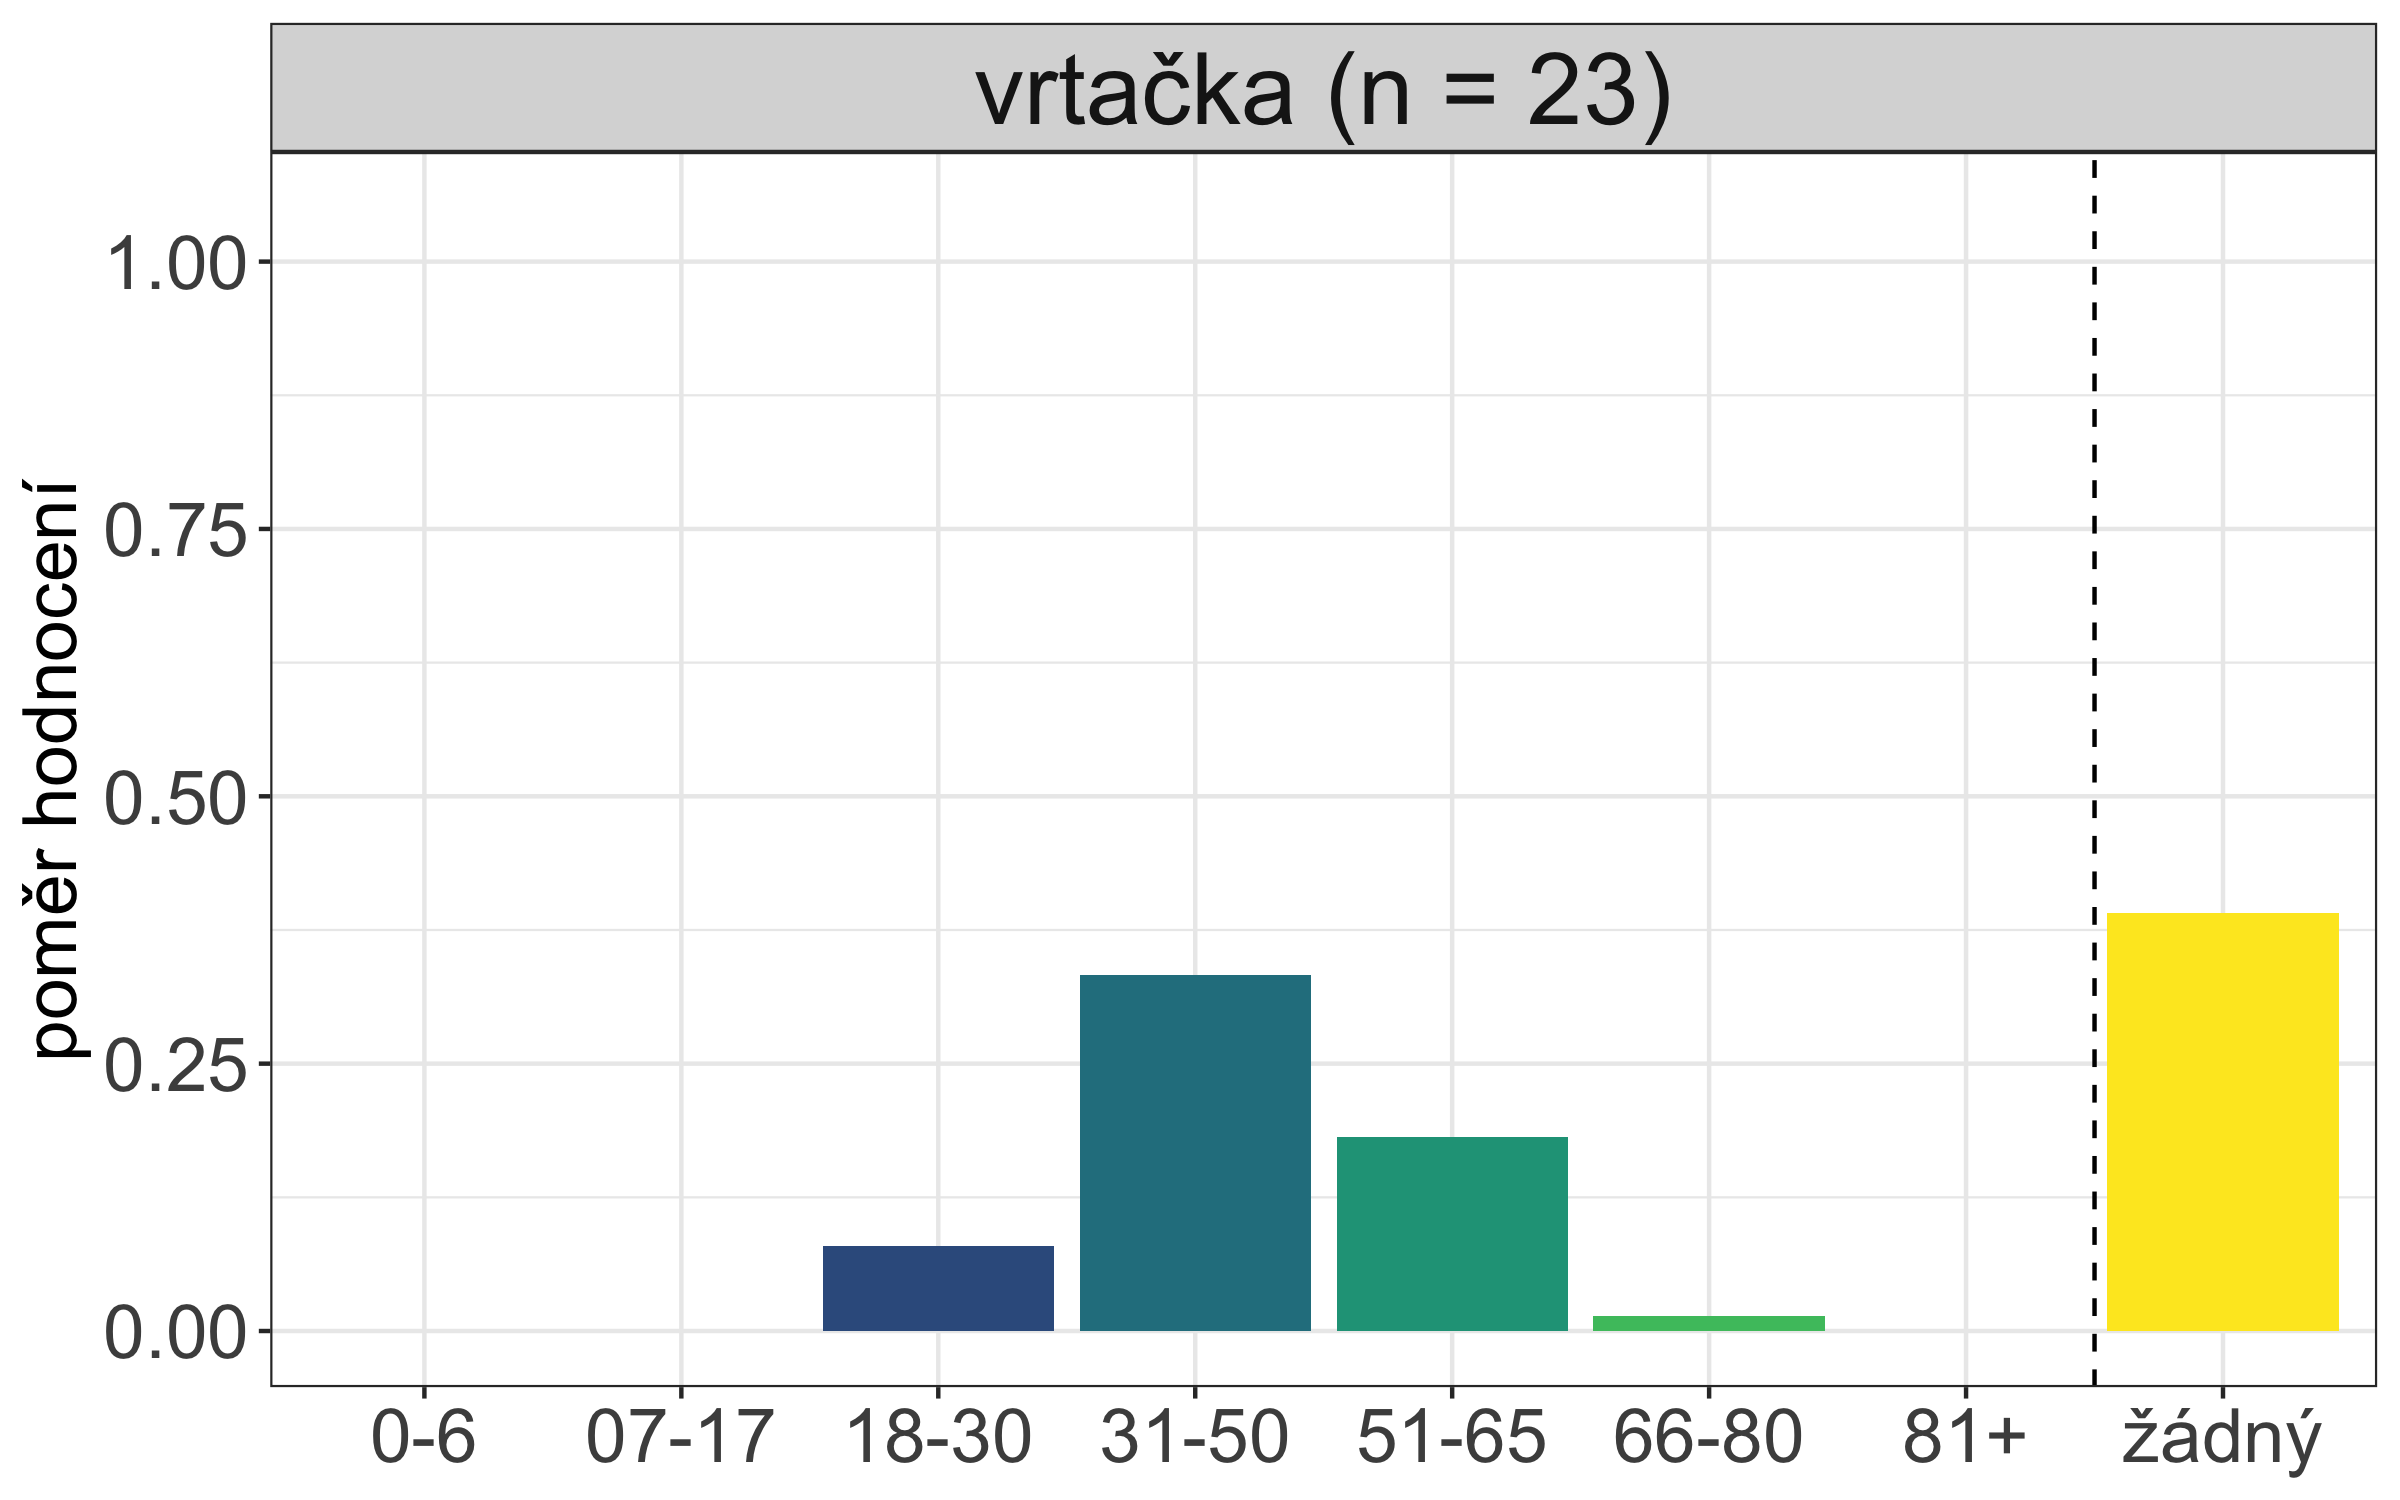 vrtačka (n = 23)
poměr hodnocení
1.00
0.75
0.50
0.25
0.00
0-6 07-17 18-30 31-50 51-65 66-80 81+ žádný